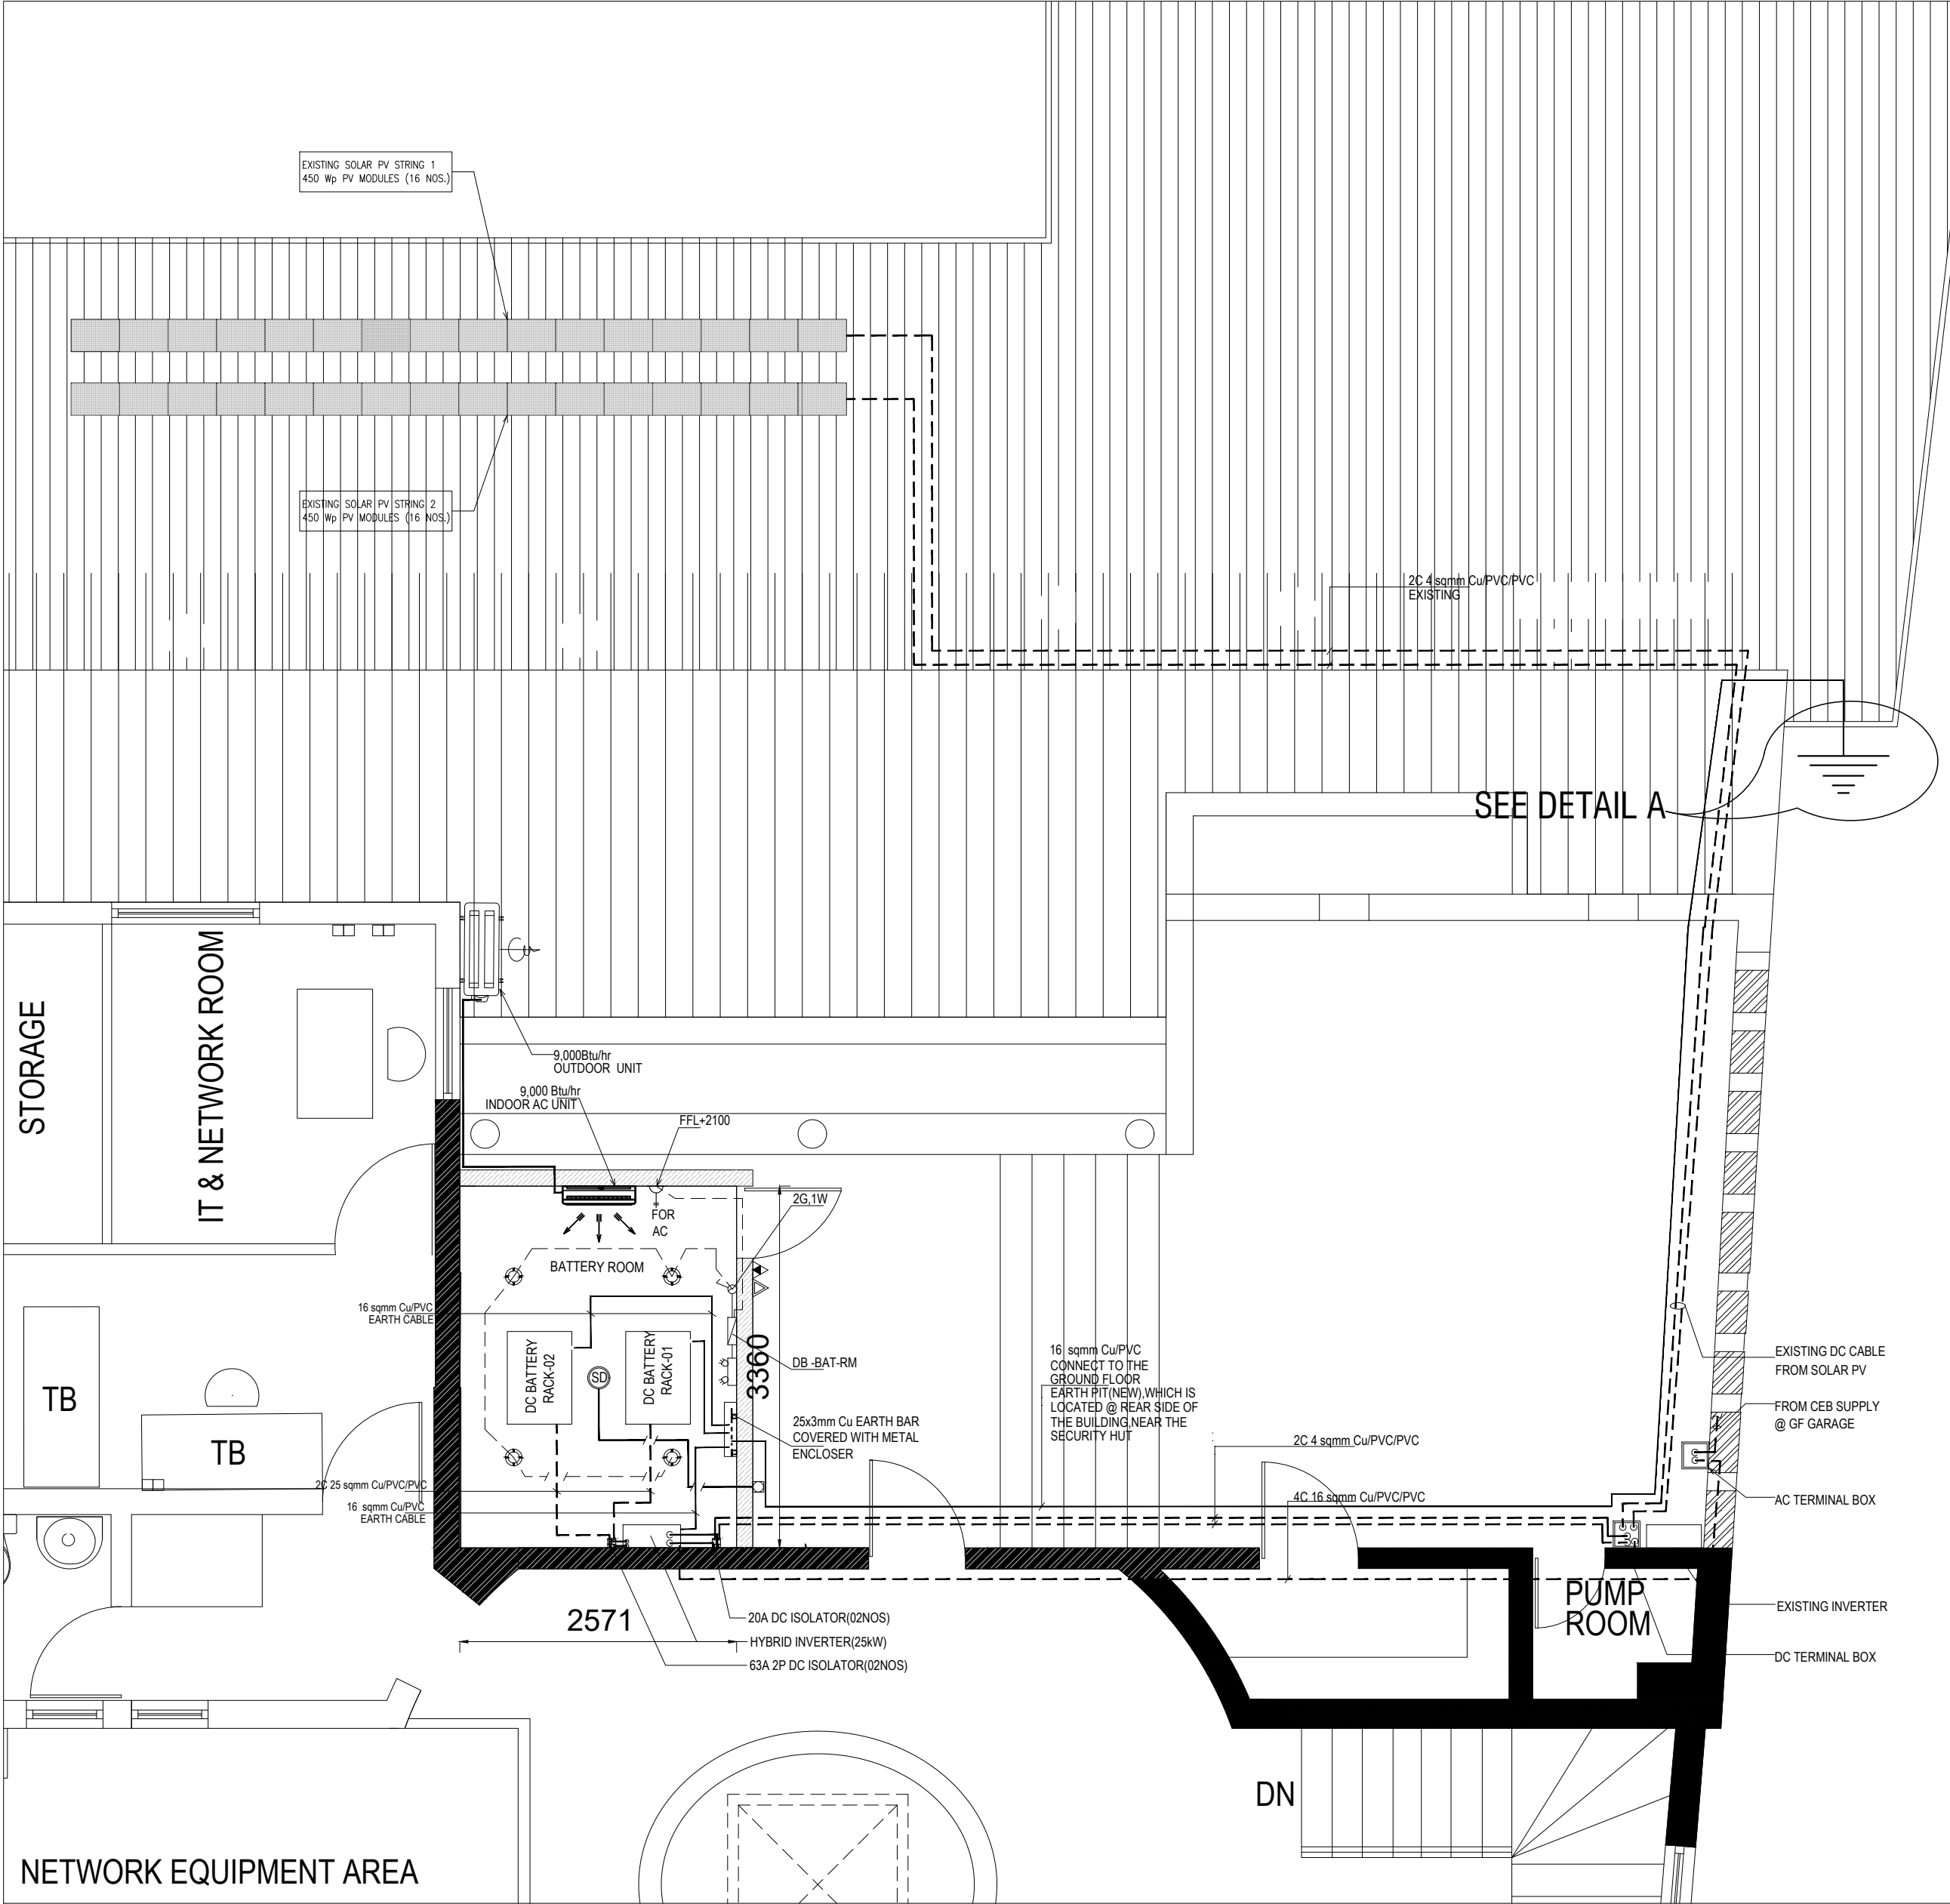 EXISTING SOLAR PV STRING 1
450 Wp PV MODULES (16 NOS.)
EXISTING SOLAR PV STRING 2
450 Wp PV MODULES (16 NOS.)
2C 4 sqmm Cu/PVC/PVC
EXISTING
SEE DETAIL A
STORAGE
IT & NETWORK ROOM
9,000Btu/hr
OUTDOOR UNIT
9,000 Btu/hr
INDOOR AC UNIT
FFL+2100
2G,1W
FOR
AC
BATTERY ROOM
16 sqmm Cu/PVC
EARTH CABLE
DC BATTERY
RACK-02
DC BATTERY
RACK-01
SD
3360
DB -BAT-RM
25x3mm Cu EARTH BAR
COVERED WITH METAL
ENCLOSER
16 sqmm Cu/PVC
CONNECT TO THE
GROUND FLOOR
EARTH PIT(NEW),WHICH IS
LOCATED @ REAR SIDE OF
THE BUILDING,NEAR THE
SECURITY HUT
2C 4 sqmm Cu/PVC/PVC
4C 16 sqmm Cu/PVC/PVC
EXISTING DC CABLE
FROM SOLAR PV
FROM CEB SUPPLY
@ GF GARAGE
AC TERMINAL BOX
TB
TB
2C 25 sqmm Cu/PVC/PVC
16 sqmm Cu/PVC
EARTH CABLE
2571
20A DC ISOLATOR(02NOS)
HYBRID INVERTER(25kW)
63A 2P DC ISOLATOR(02NOS)
PUMP
ROOM
EXISTING INVERTER
DC TERMINAL BOX
DN
NETWORK EQUIPMENT AREA